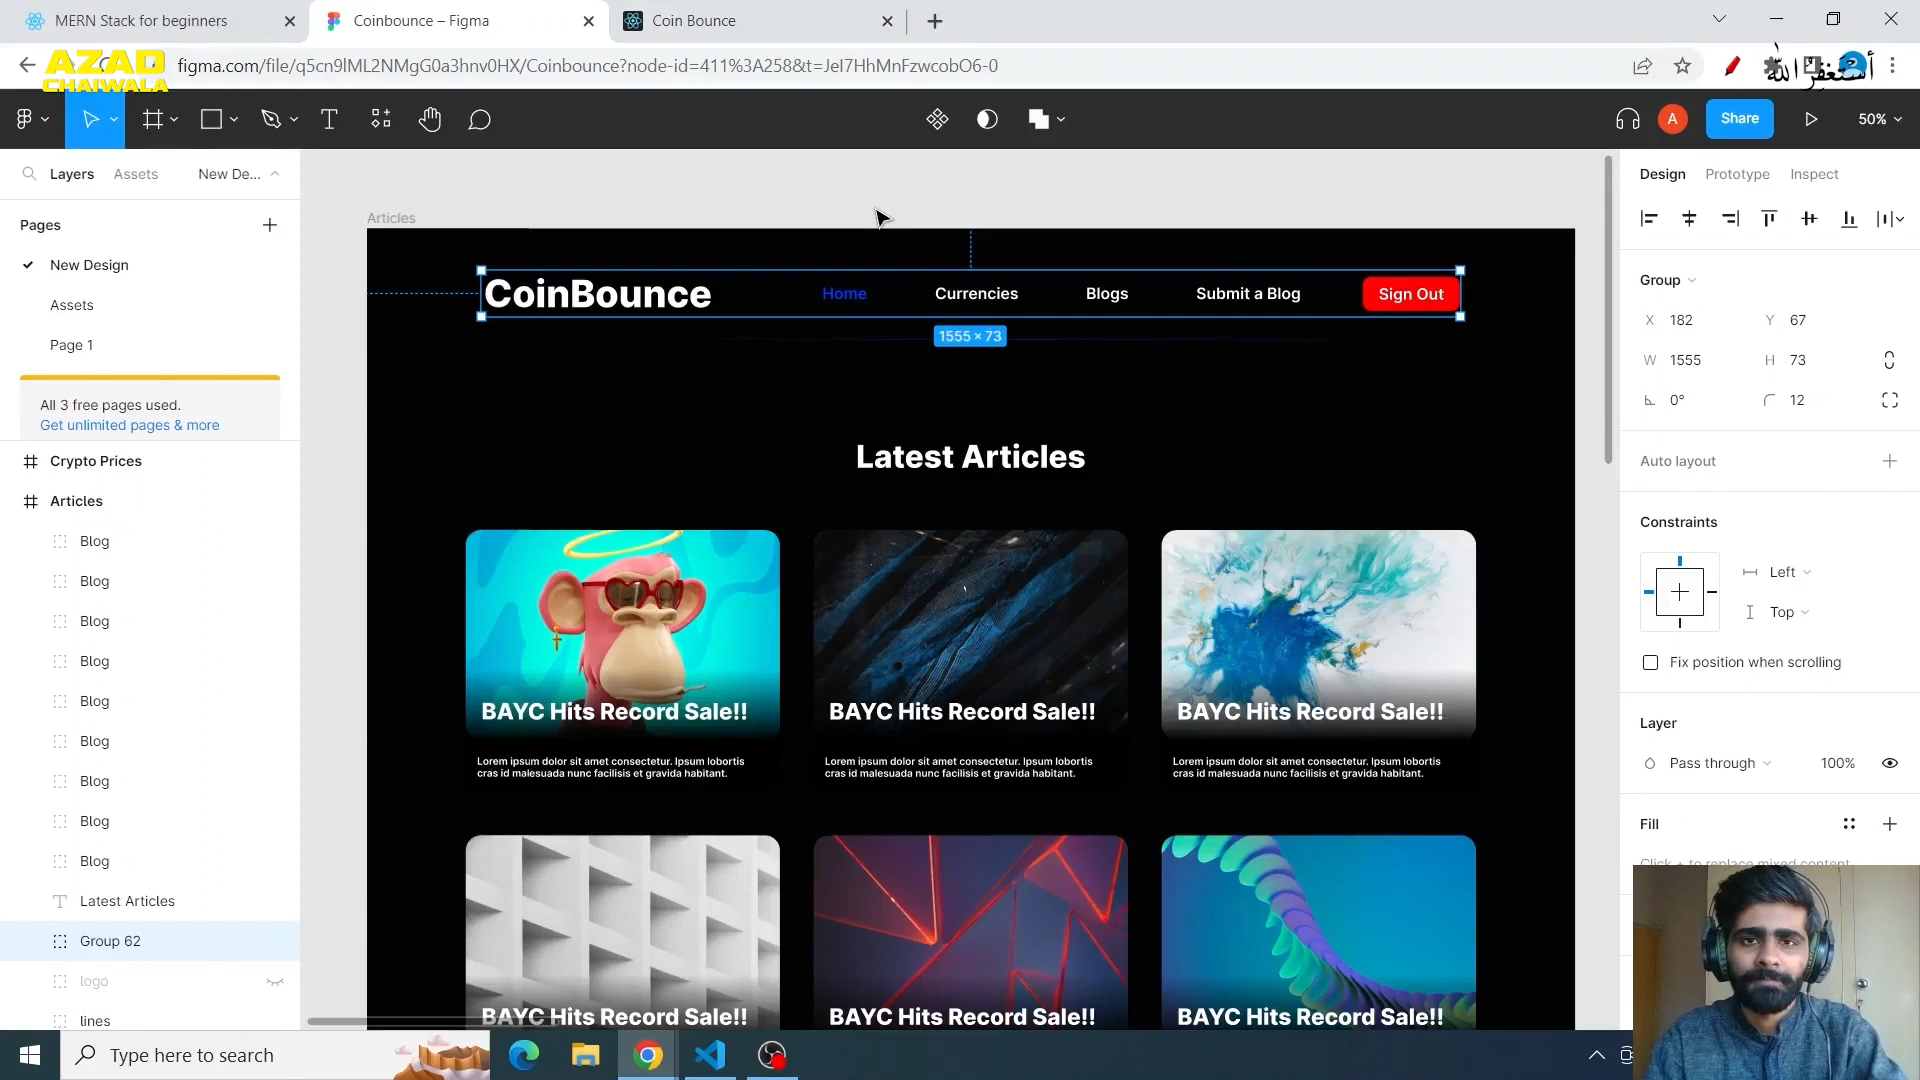 MERN Stack for beginners
Coinbounce – Figma
Coin Bounce
AZAD
CHAIWALA
figma.com/file/q5cn9lML2NMgG0a3hnv0HX/Coinbounce?node-id=411%3A258&t=JeI7HhMnFzwcobO6-0
أستغفر الله
A
Share
50%
Layers
Assets
New De...
Design
Prototype
Inspect
Pages
New Design
Assets
Page 1
All 3 free pages used.
Get unlimited pages & more
Crypto Prices
Articles
Blog
Blog
Blog
Blog
Blog
Blog
Blog
Blog
Blog
Latest Articles
Group 62
logo
lines
Articles
CoinBounce
Home
Currencies
Blogs
Submit a Blog
Sign Out
1555 × 73
Latest Articles
BAYC Hits Record Sale!!
BAYC Hits Record Sale!!
BAYC Hits Record Sale!!
Lorem ipsum dolor sit amet consectetur. Ipsum lobortis
cras id malesuada nunc facilisis et gravida habitant.
Lorem ipsum dolor sit amet consectetur. Ipsum lobortis
cras id malesuada nunc facilisis et gravida habitant.
Lorem ipsum dolor sit amet consectetur. Ipsum lobortis
cras id malesuada nunc facilisis et gravida habitant.
BAYC Hits Record Sale!!
BAYC Hits Record Sale!!
BAYC Hits Record Sale!!
Group
X 182
Y 67
W 1555
H 73
0°
12
Auto layout
Constraints
Left
Top
Fix position when scrolling
Layer
Pass through
100%
Fill
Click + to replace mixed content
Type here to search